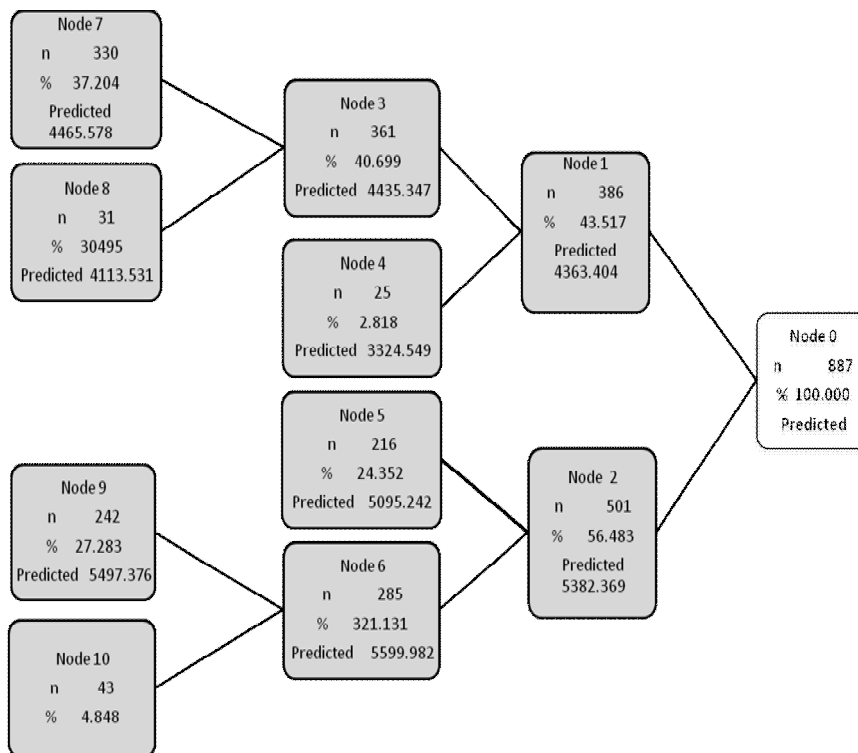 Node 7
n 330
% 37.204
Predicted
4465.578
Node 8
n 31
% 30495
Predicted 4113.531
Node 3
n 361
% 40.699
Predicted 4435.347
Node 4
n 25
% 2.818
Predicted 3324.549
Node 1
n 386
% 43.517
Predicted
4363.404
Node 0
n 887
% 100.000
Predicted
Node 5
n 216
% 24.352
Predicted 5095.242
Node 2
n 501
% 56.483
Predicted
5382.369
Node 9
n 242
% 27.283
Predicted 5497.376
Node 6
n 285
% 321.131
Predicted 5599.982
Node 10
n 43
% 4.848